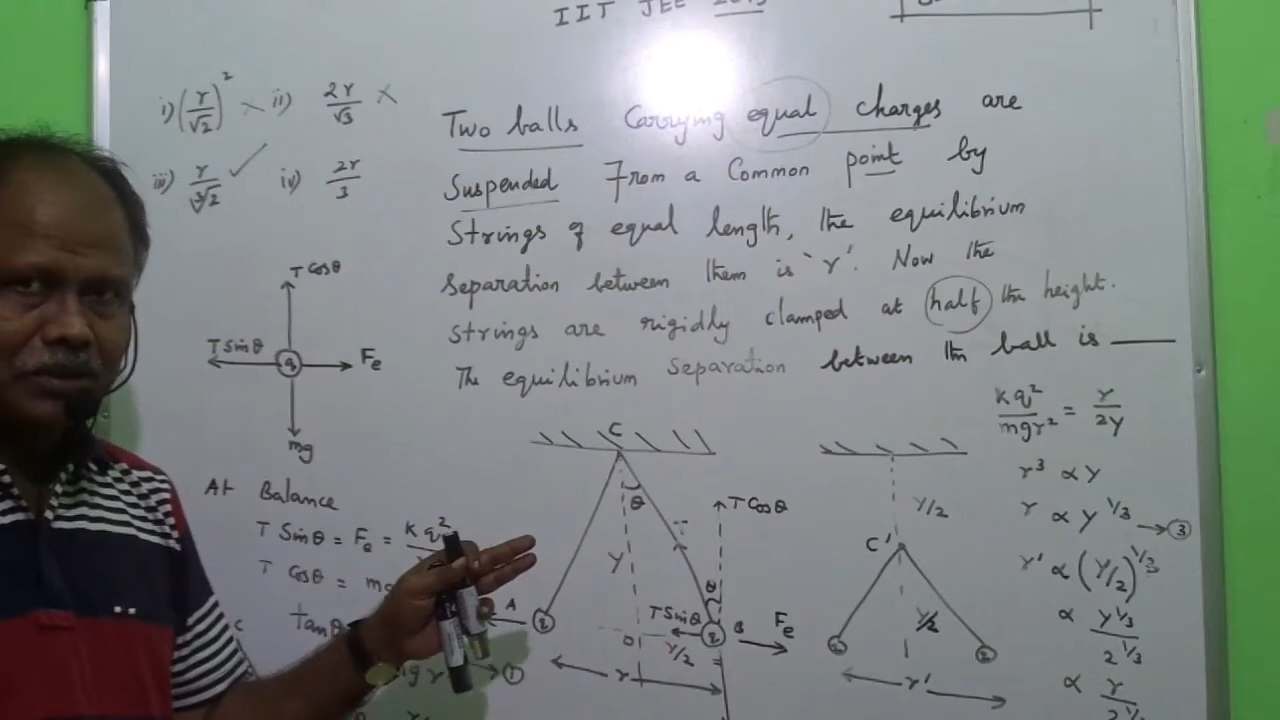 IIT JEE 2013
i) (r/√2)² × ii) 2r/√3 ×
iii) r/∛2 ✓ iv) 2r/3
Two balls Carrying equal charges are
Suspended From a Common point by
Strings of equal length, the equilibrium
Separation between them is 'r'. Now the
Strings are rigidly clamped at half the height.
The equilibrium Separation between the ball is ____
T Cosθ
T Sinθ
q
Fe
mg
At Balance
T Sinθ = Fe = kq²
T Cosθ = mg
tanθ
①
C
θ
Y
T
T Cosθ
θ
A
q
T Sinθ
q
B
Fe
O
r/2
r
Y/2
C'
Y/2
q
q
r'
kq²/mgr² = r/2y
r³ ∝ y
r ∝ y^1/3 → ③
r' ∝ (Y/2)^1/3
∝ y^1/3 / 2^1/3
∝ r